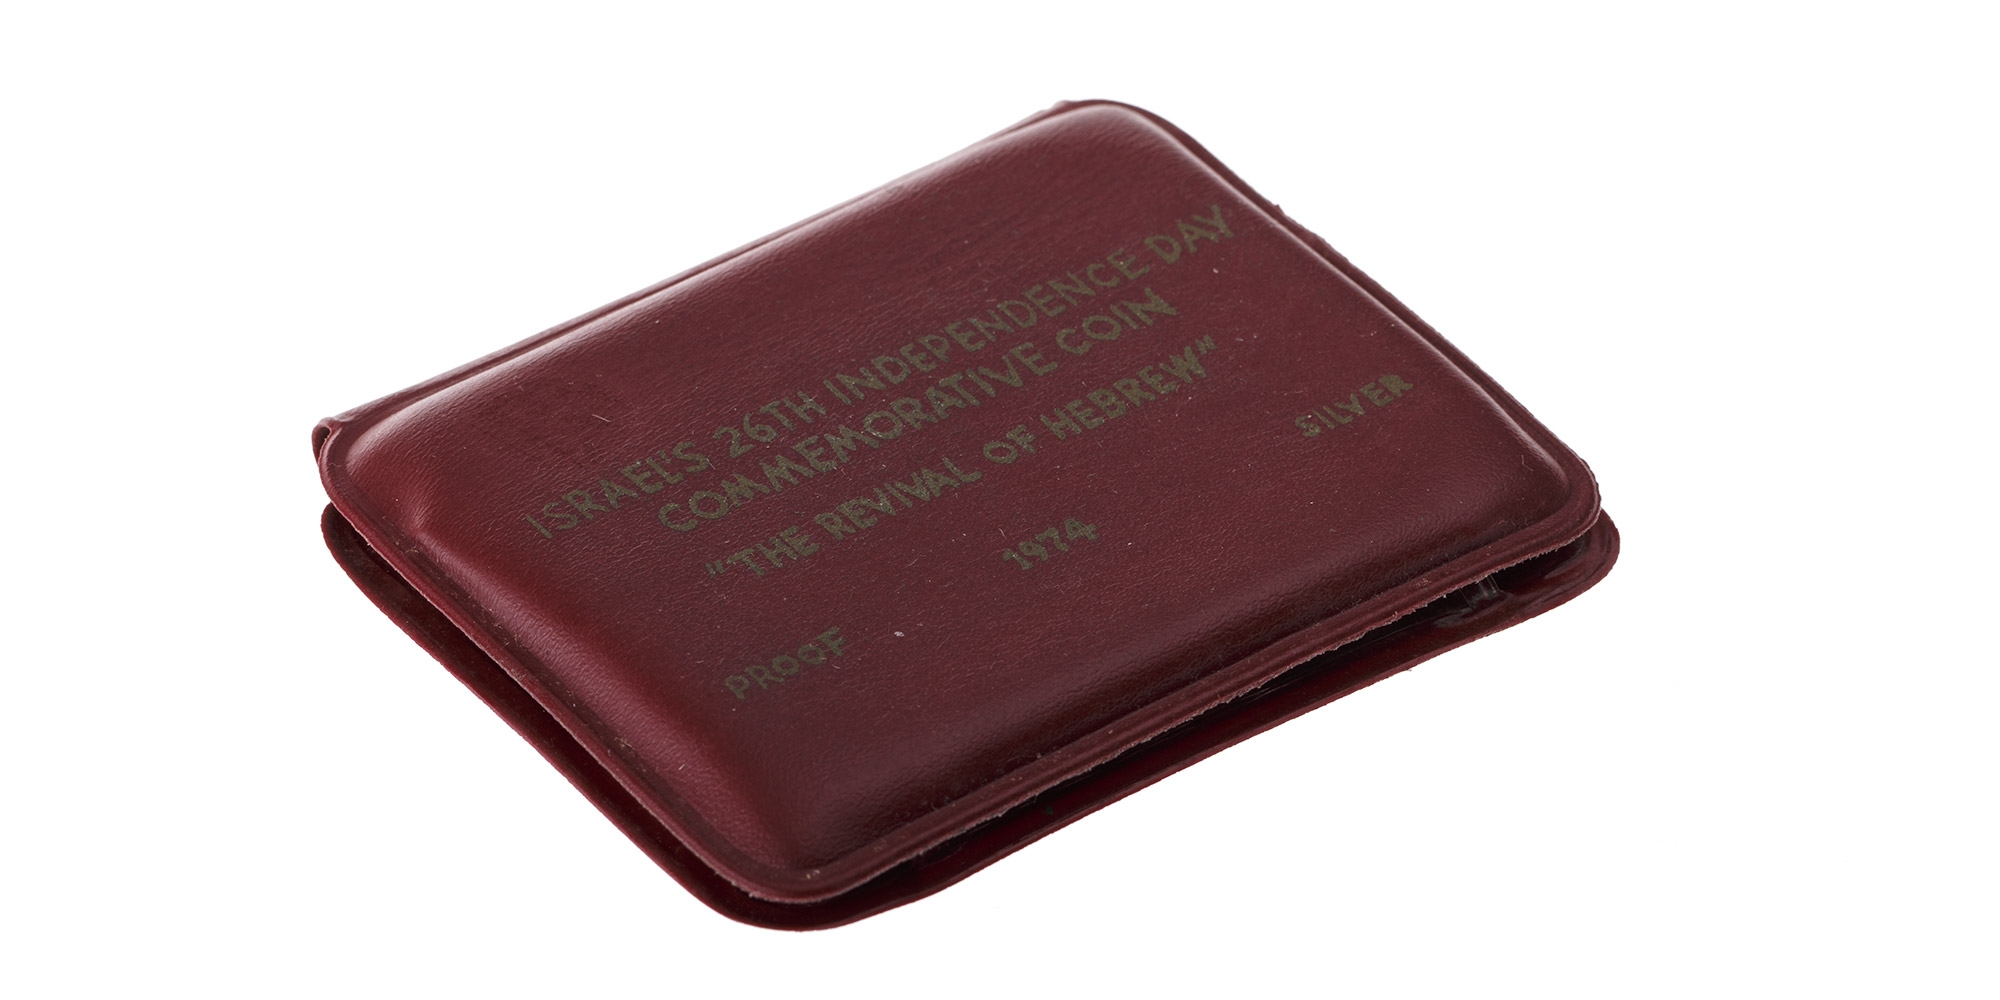 ISRAEL'S 26TH INDEPENDENCE DAY
COMMEMORATIVE COIN
"THE REVIVAL OF HEBREW"
1974
PROOF SILVER